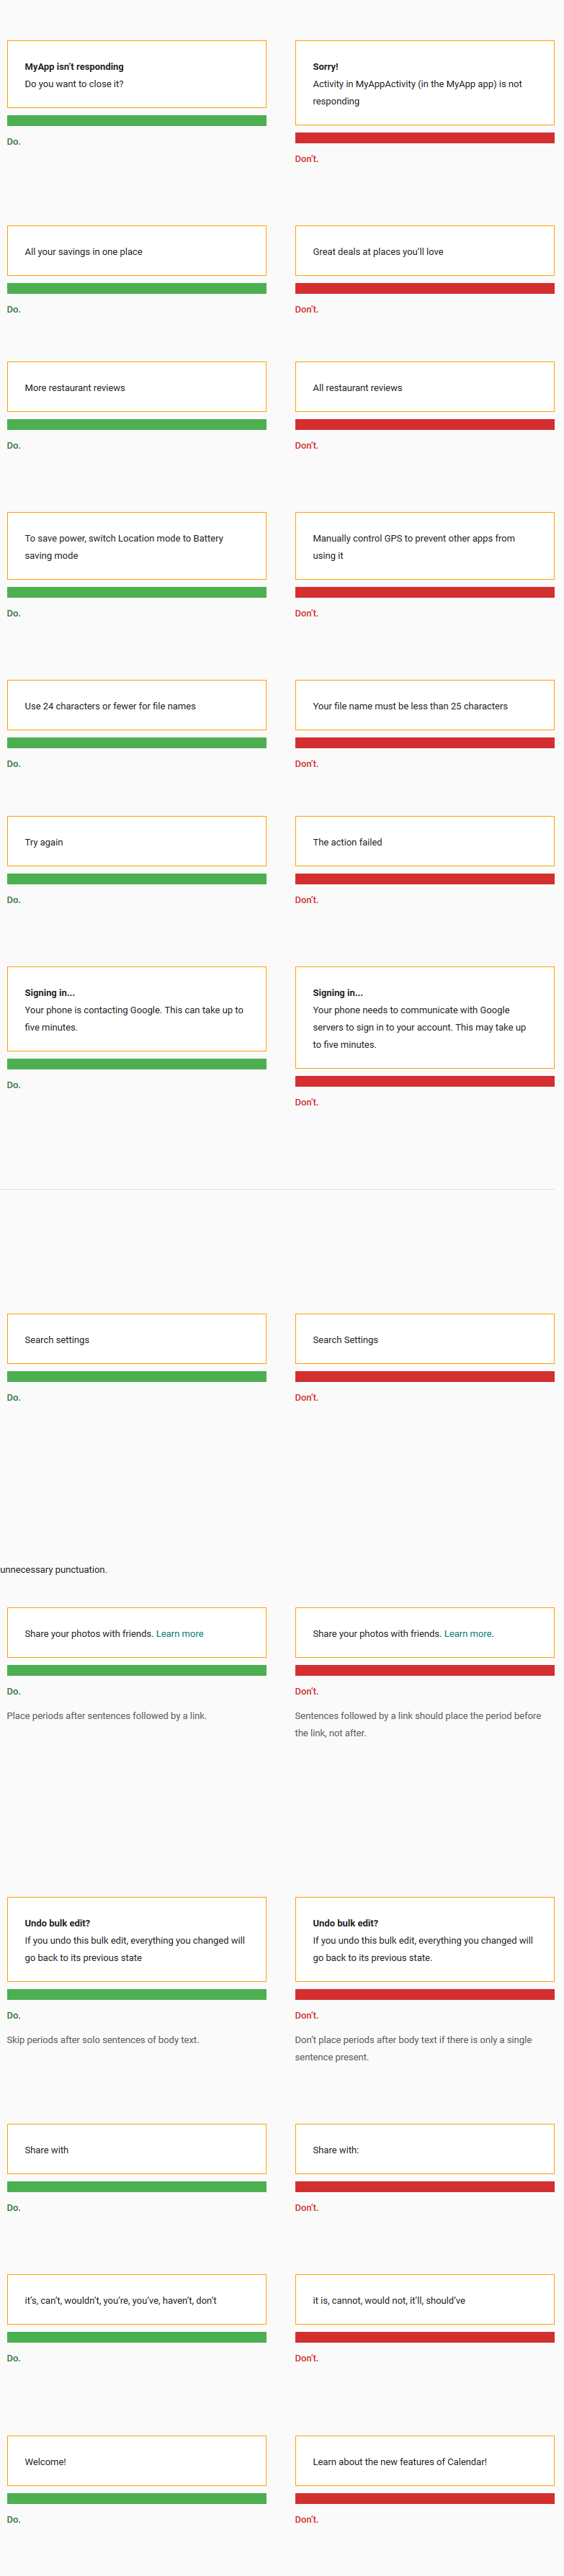 MyApp isn't responding
Do you want to close it?
Do.
Sorry!
Activity in MyAppActivity (in the MyApp app) is not
responding
Don't.
All your savings in one place
Do.
Great deals at places you'll love
Don't.
More restaurant reviews
Do.
All restaurant reviews
Don't.
To save power, switch Location mode to Battery
saving mode
Do.
Manually control GPS to prevent other apps from
using it
Don't.
Use 24 characters or fewer for file names
Do.
Your file name must be less than 25 characters
Don't.
Try again
Do.
The action failed
Don't.
Signing in...
Your phone is contacting Google. This can take up to
five minutes.
Do.
Signing in...
Your phone needs to communicate with Google
servers to sign in to your account. This may take up
to five minutes.
Don't.
Search settings
Do.
Search Settings
Don't.
unnecessary punctuation.
Share your photos with friends. Learn more
Do.
Place periods after sentences followed by a link.
Share your photos with friends. Learn more.
Don't.
Sentences followed by a link should place the period before
the link, not after.
Undo bulk edit?
If you undo this bulk edit, everything you changed will
go back to its previous state
Do.
Skip periods after solo sentences of body text.
Undo bulk edit?
If you undo this bulk edit, everything you changed will
go back to its previous state.
Don't.
Don't place periods after body text if there is only a single
sentence present.
Share with
Do.
Share with:
Don't.
it's, can't, wouldn't, you're, you've, haven't, don't
Do.
it is, cannot, would not, it'll, should've
Don't.
Welcome!
Do.
Learn about the new features of Calendar!
Don't.